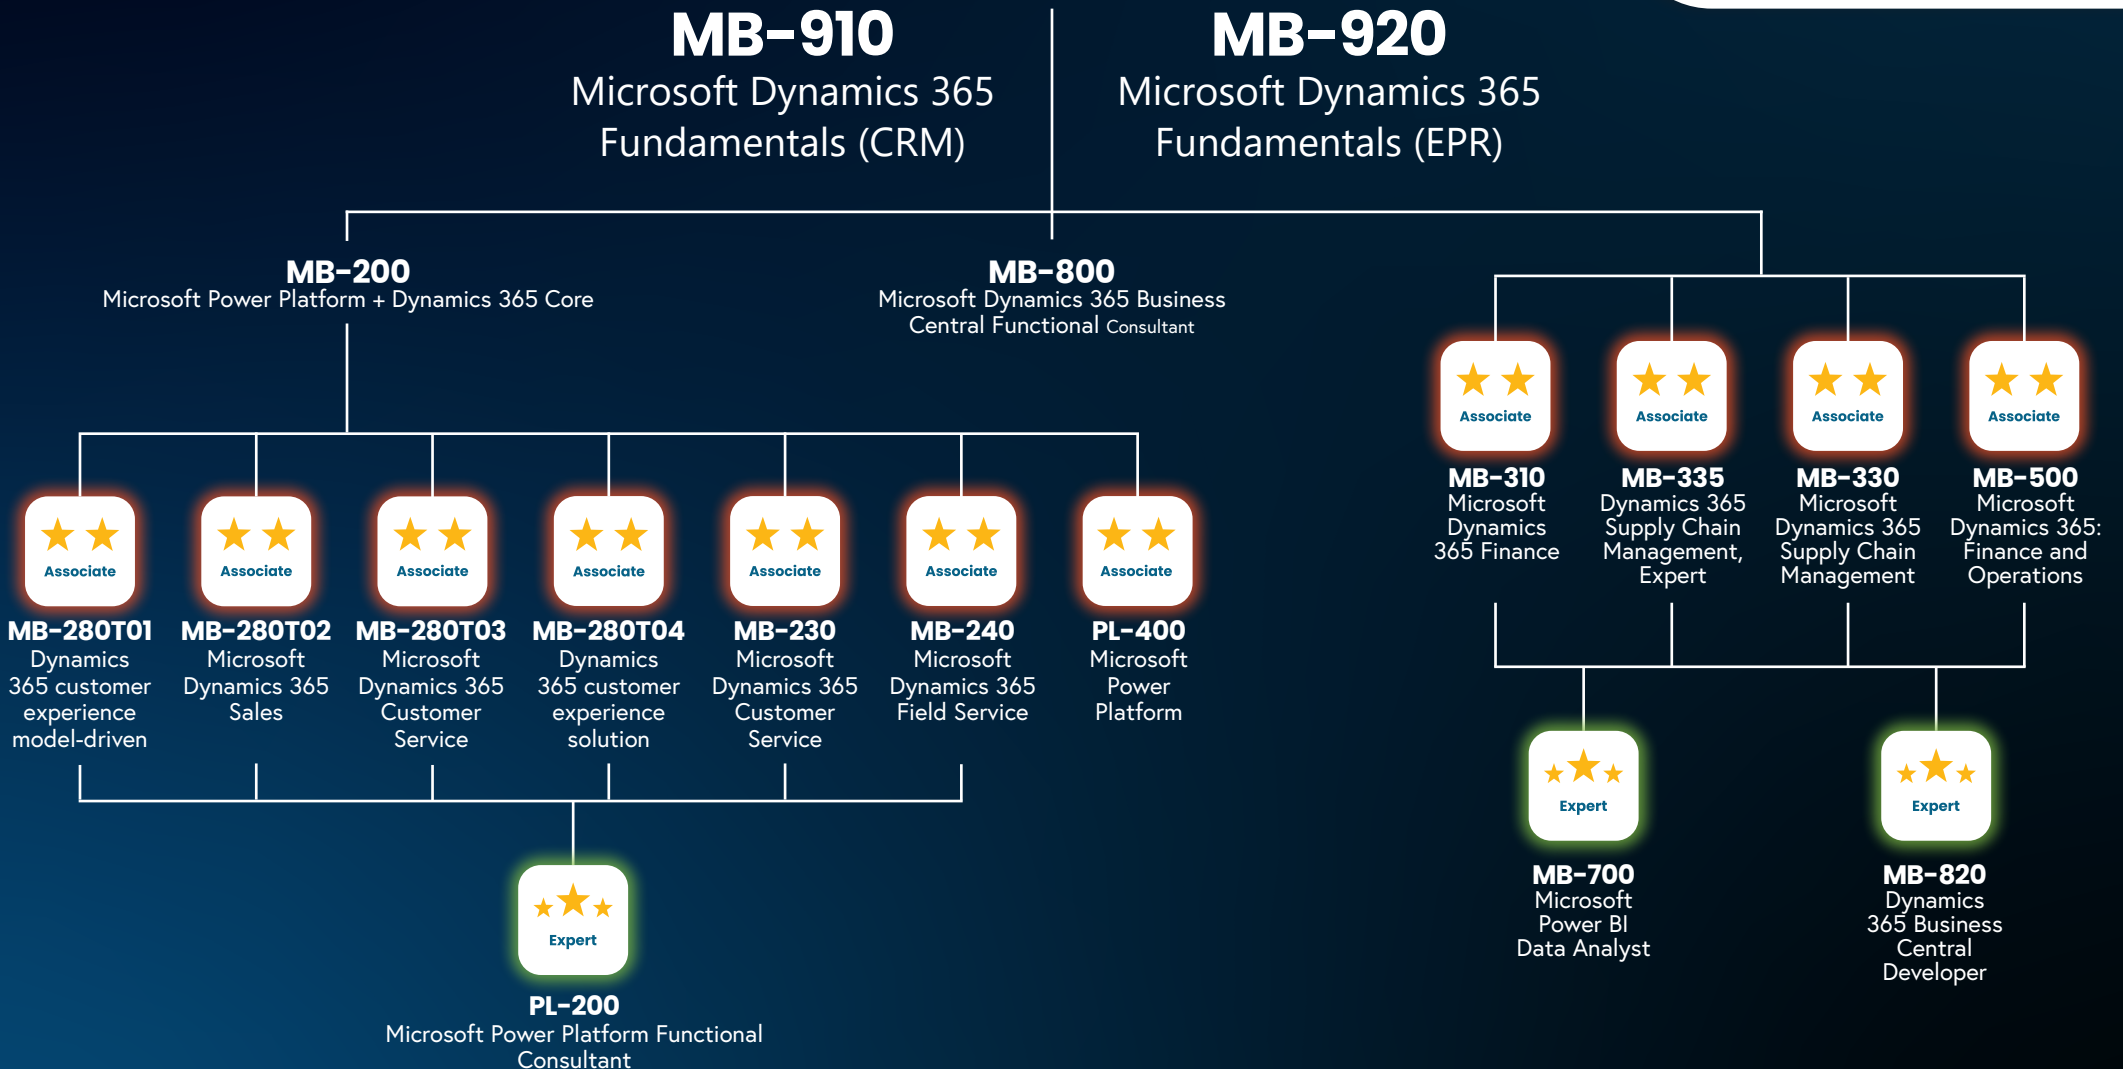 MB-910
Microsoft Dynamics 365
Fundamentals (CRM)
MB-920
Microsoft Dynamics 365
Fundamentals (EPR)
MB-200
Microsoft Power Platform + Dynamics 365 Core
MB-800
Microsoft Dynamics 365 Business
Central Functional Consultant
Associate
MB-310
Microsoft
Dynamics
365 Finance
Associate
MB-335
Dynamics 365
Supply Chain
Management,
Expert
Associate
MB-330
Microsoft
Dynamics 365
Supply Chain
Management
Associate
MB-500
Microsoft
Dynamics 365:
Finance and
Operations
Associate
MB-280T01
Dynamics
365 customer
experience
model-driven
Associate
MB-280T02
Microsoft
Dynamics 365
Sales
Associate
MB-280T03
Microsoft
Dynamics 365
Customer
Service
Associate
MB-280T04
Dynamics
365 customer
experience
solution
Associate
MB-230
Microsoft
Dynamics 365
Customer
Service
Associate
MB-240
Microsoft
Dynamics 365
Field Service
Associate
PL-400
Microsoft
Power
Platform
Expert
MB-700
Microsoft
Power BI
Data Analyst
Expert
MB-820
Dynamics
365 Business
Central
Developer
Expert
PL-200
Microsoft Power Platform Functional
Consultant